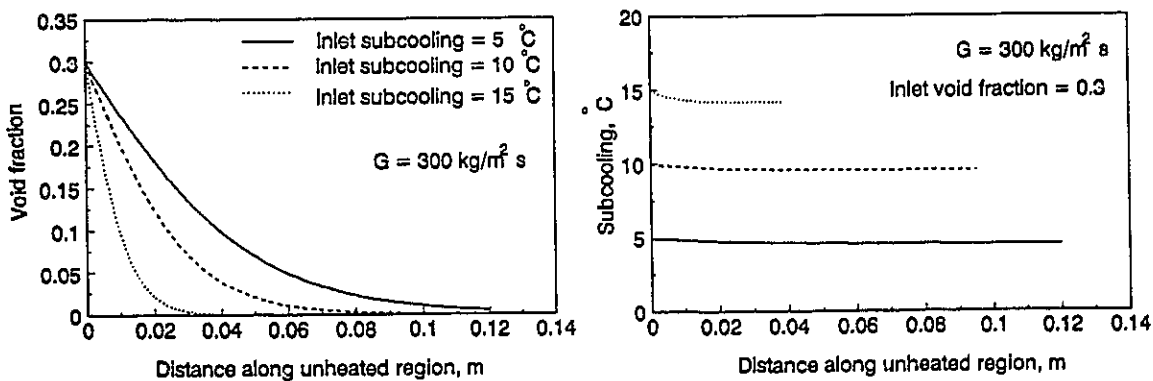 Void fraction
0.35
0.3
0.25
0.2
0.15
0.1
0.05
0
Inlet subcooling = 5 °C
Inlet subcooling = 10 °C
Inlet subcooling = 15 °C
G = 300 kg/m² s
0 0.02 0.04 0.06 0.08 0.1 0.12 0.14
Distance along unheated region, m
Subcooling, °C
20
15
10
5
0
G = 300 kg/m² s
Inlet void fraction = 0.3
0 0.02 0.04 0.06 0.08 0.1 0.12 0.14
Distance along unheated region, m